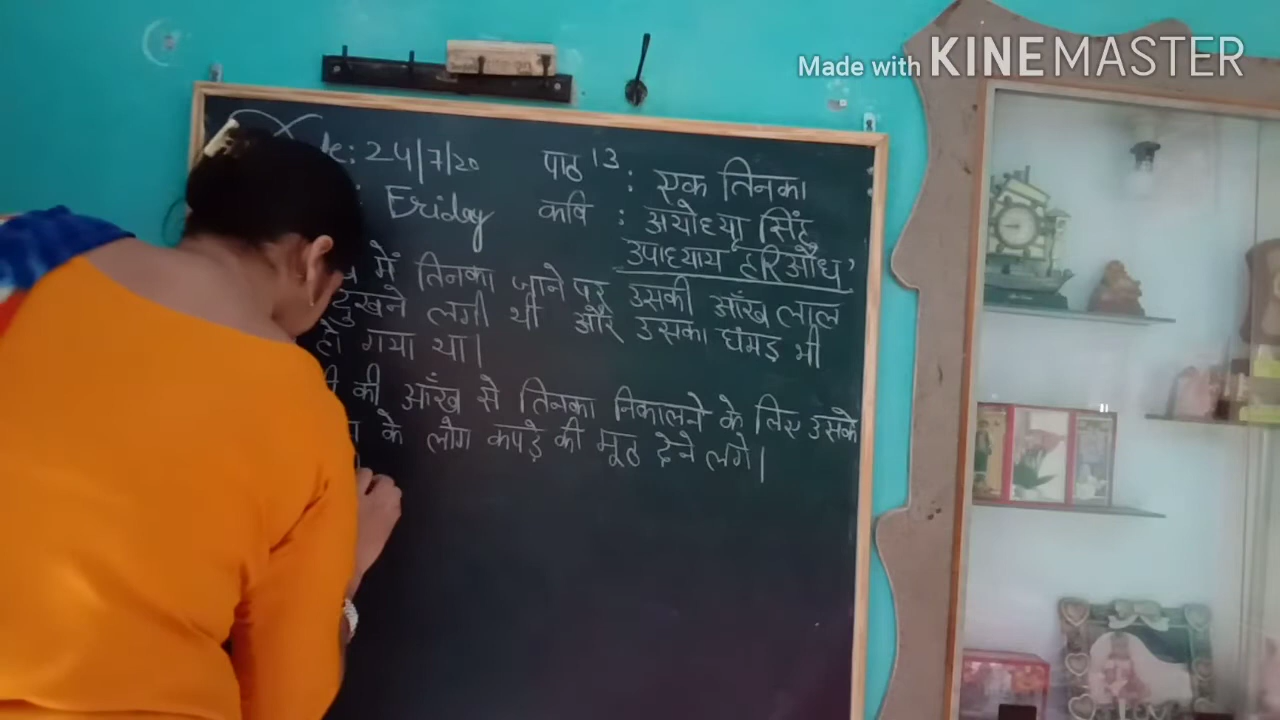 Made with KINEMASTER
24/7/20 पाठ 13 : एक तिनका
Friday कवि : अयोध्या सिंह
उपाध्याय हरिऔध'
में तिनका जाने पर उसकी आँख लाल
दुखने लगी थी और उसका घमंड़ भी
हो गया था।
की आँख से तिनका निकालने के लिए उसके
के लोग कपड़े की मूठ देने लगे।